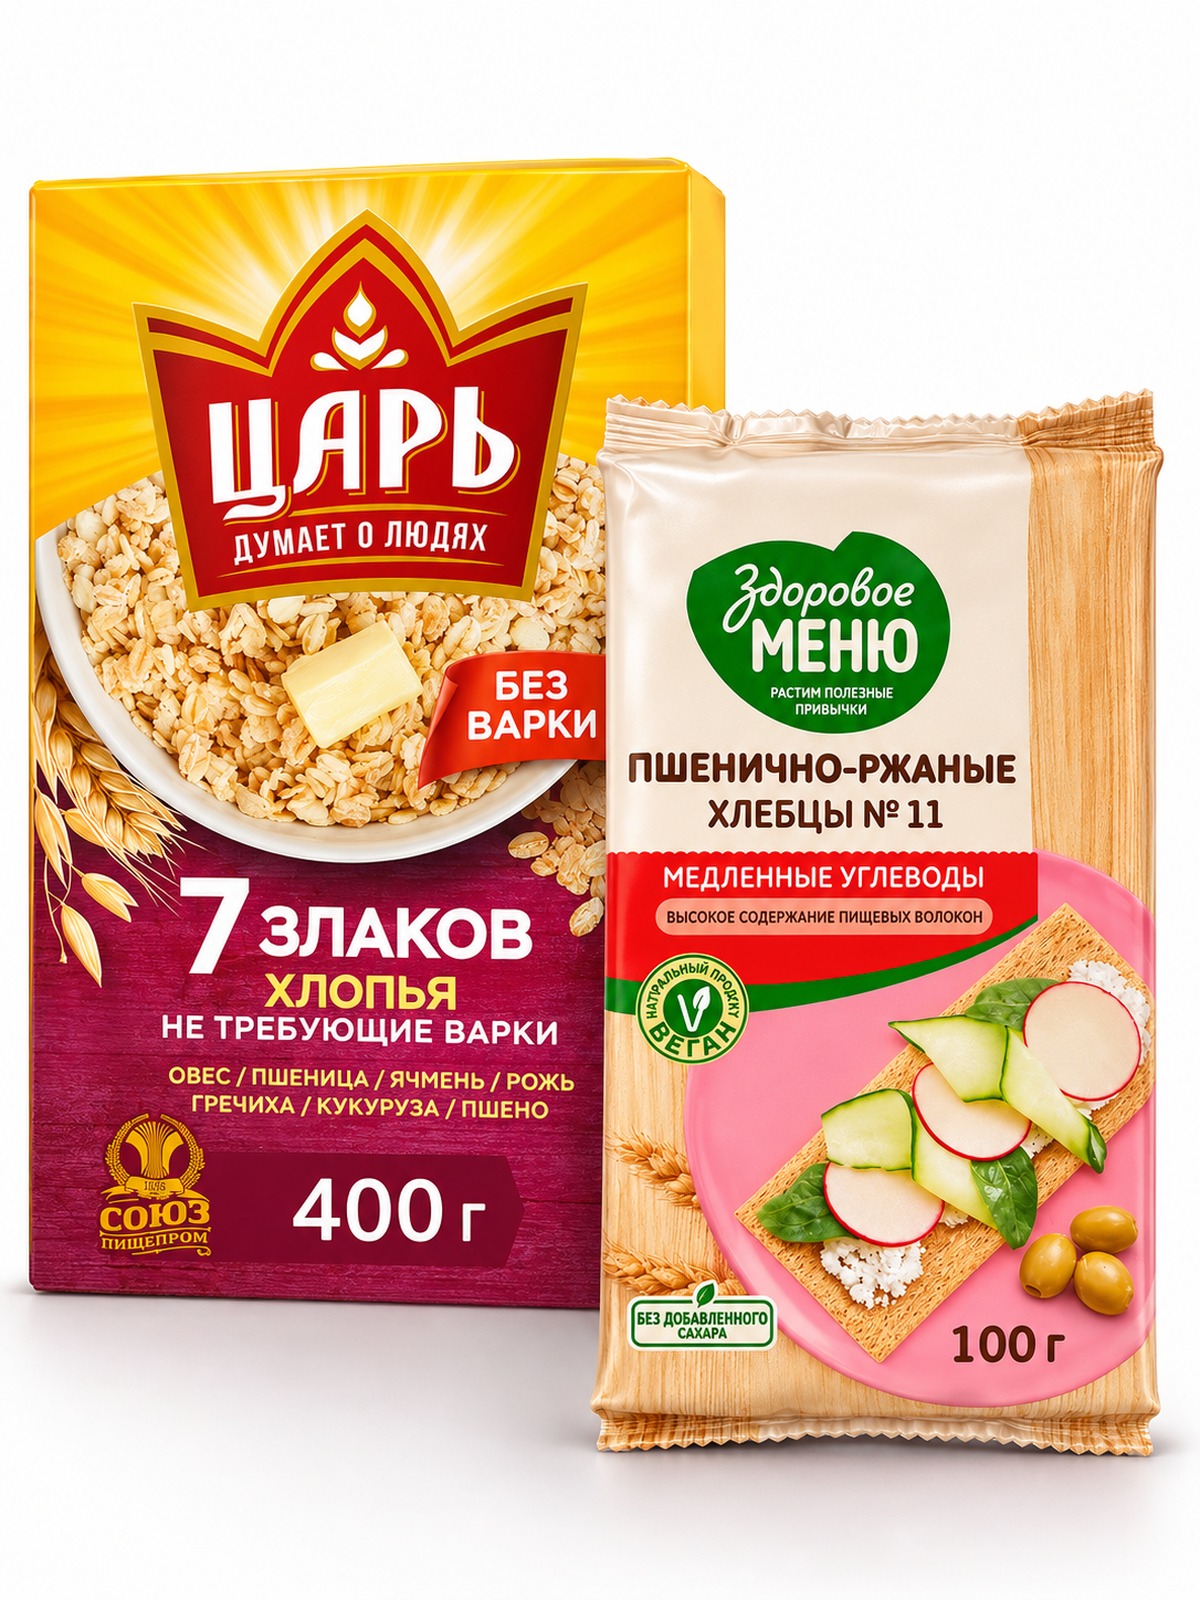 ЦАРЬ
ДУМАЕТ О ЛЮДЯХ
БЕЗ
ВАРКИ
7 ЗЛАКОВ
ХЛОПЬЯ
НЕ ТРЕБУЮЩИЕ ВАРКИ
ОВЕС / ПШЕНИЦА / ЯЧМЕНЬ / РОЖЬ
ГРЕЧИХА / КУКУРУЗА / ПШЕНО
СОЮЗ
ПИЩЕПРОМ
400 г
Здоровое
МЕНЮ
РАСТИМ ПОЛЕЗНЫЕ
ПРИВЫЧКИ
ПШЕНИЧНО-РЖАНЫЕ
ХЛЕБЦЫ № 11
МЕДЛЕННЫЕ УГЛЕВОДЫ
ВЫСОКОЕ СОДЕРЖАНИЕ ПИЩЕВЫХ ВОЛОКОН
ВЕГАН
БЕЗ ДОБАВЛЕННОГО
САХАРА
100 г